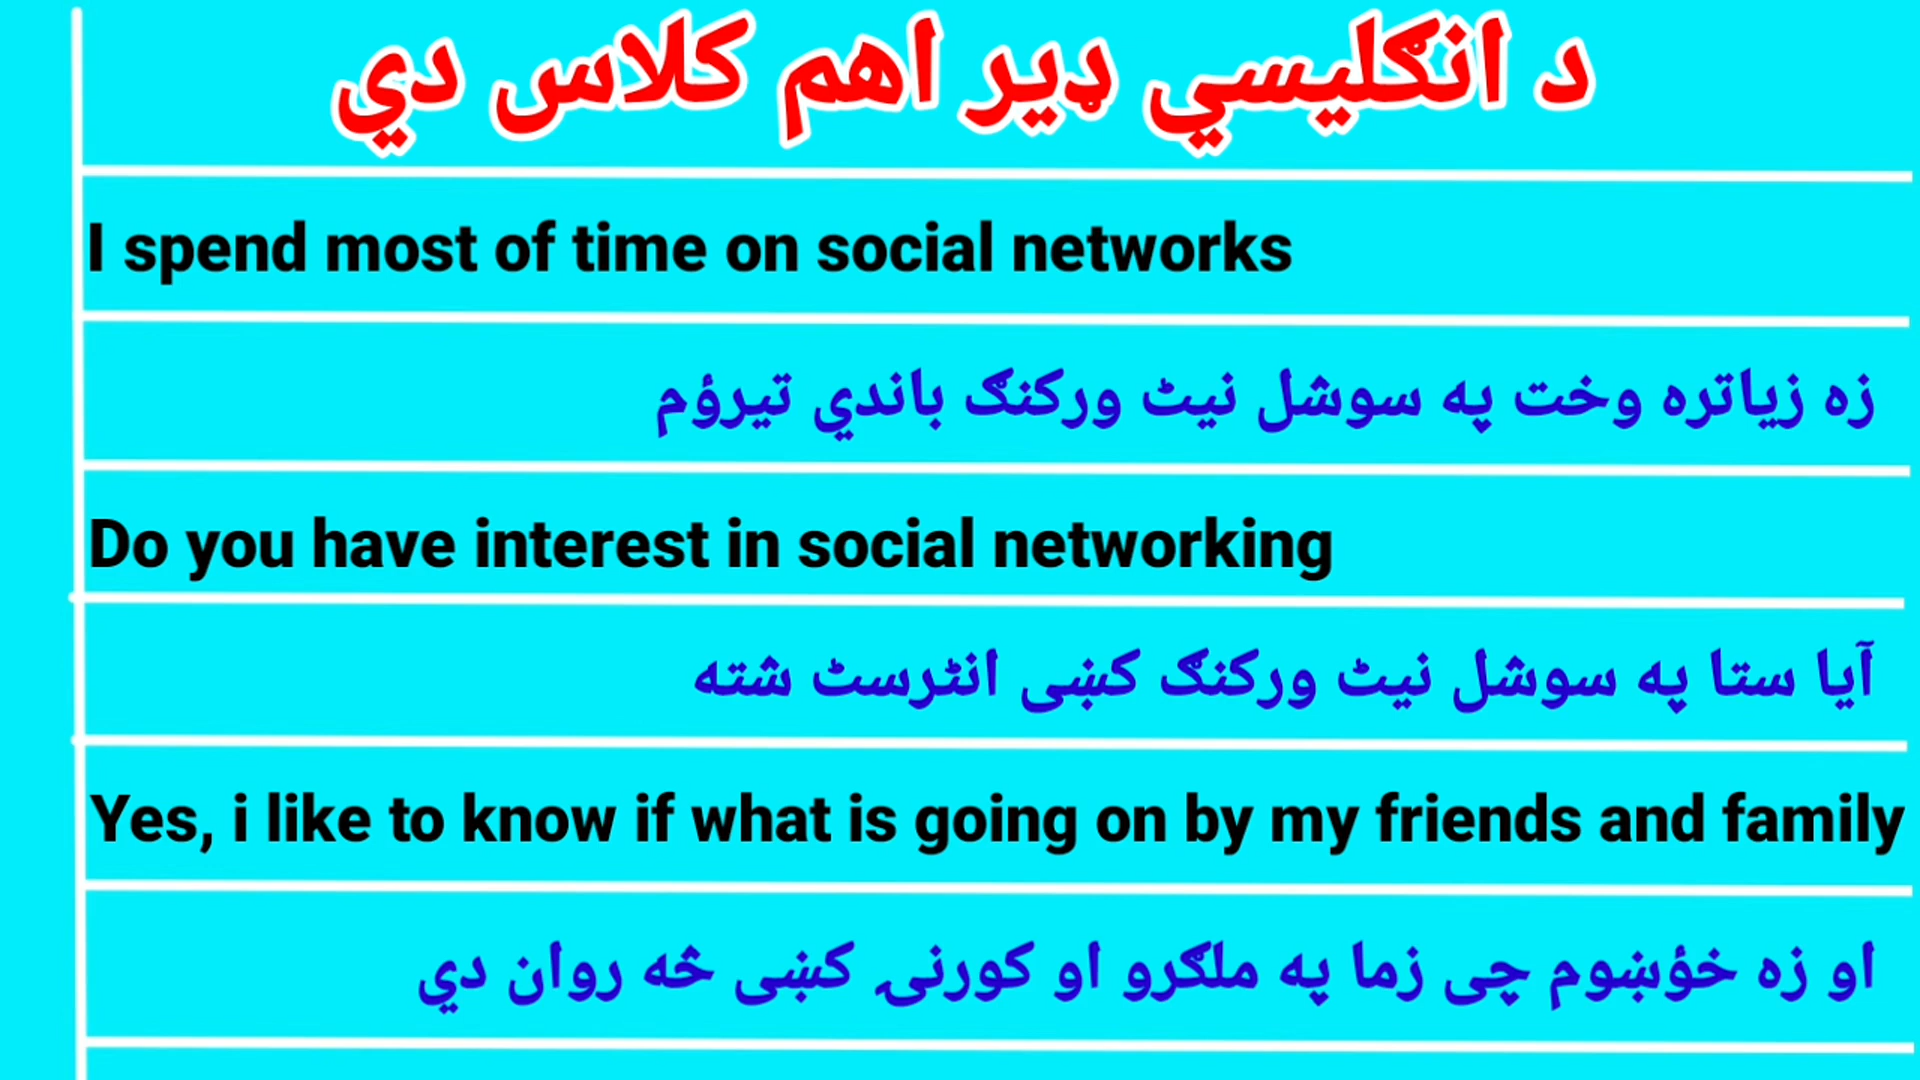 د انګلیسي ډیر اهم کلاس دي
I spend most of time on social networks
زه زیاتره وخت په سوشل نیټ ورکنګ باندي تیرؤم
Do you have interest in social networking
آیا ستا په سوشل نیټ ورکنګ کښی انټرسټ شته
Yes, i like to know if what is going on by my friends and family
او زه خؤښوم چی زما په ملګرو او کورنۍ کښی څه روان دي